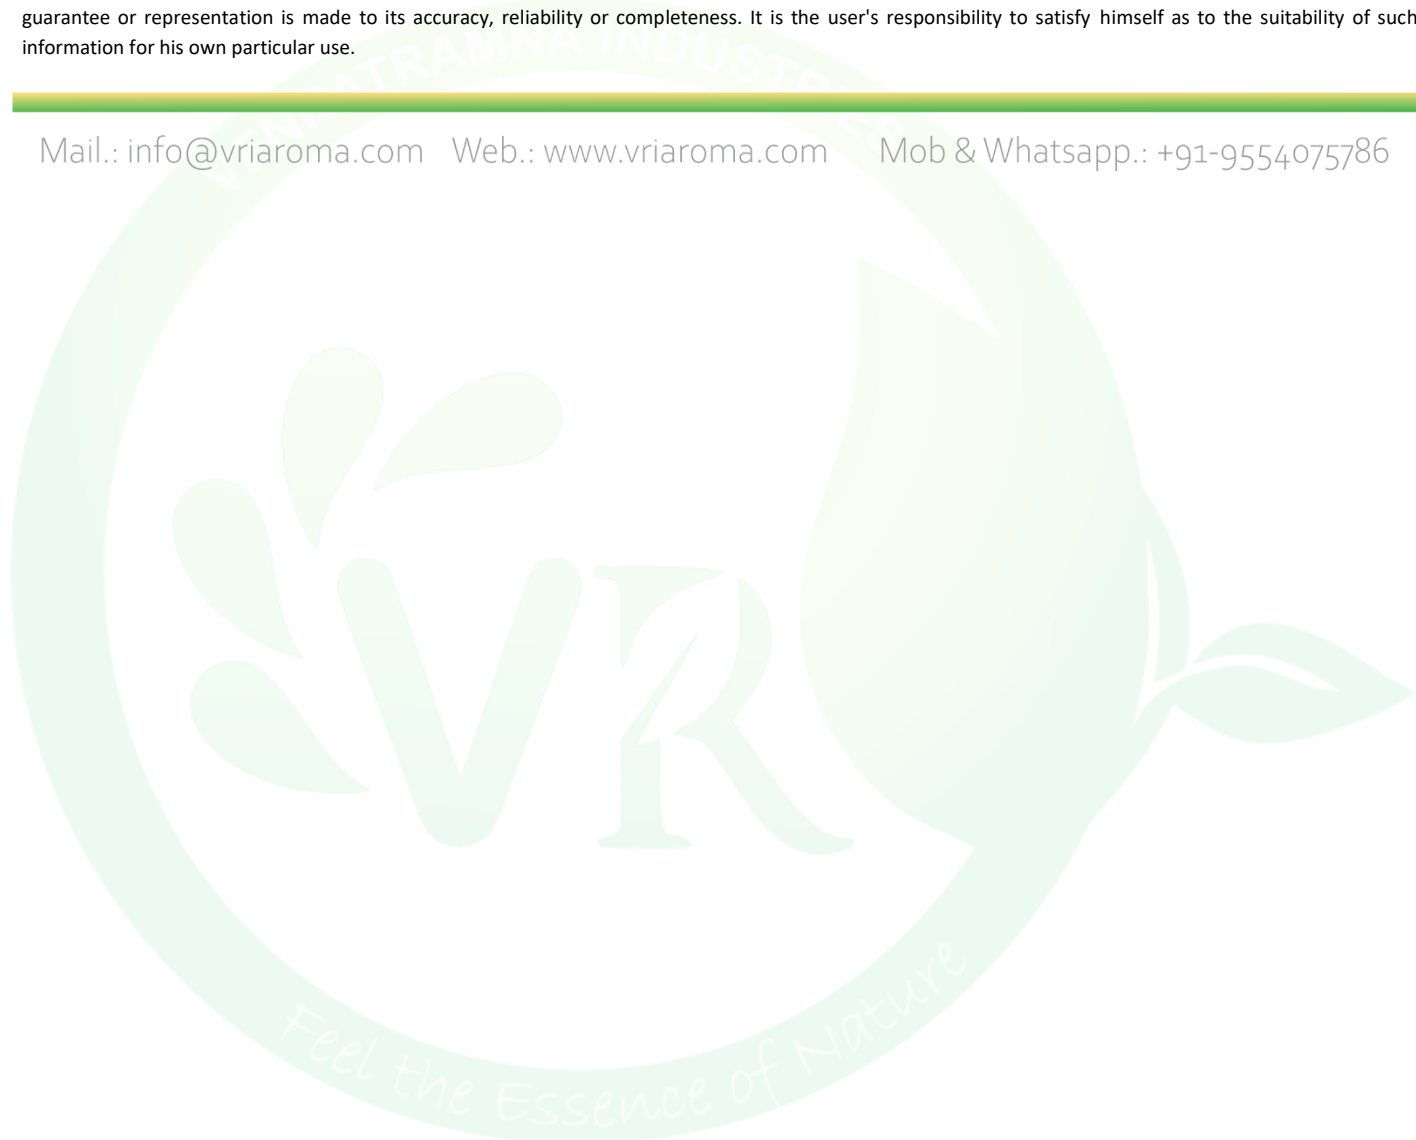 guarantee or representation is made to its accuracy, reliability or completeness. It is the user's responsibility to satisfy himself as to the suitability of such
information for his own particular use.
Mail.: info@vriaroma.com Web.: www.vriaroma.com Mob & Whatsapp.: +91-9554075786
VR
Feel the Essence of Nature